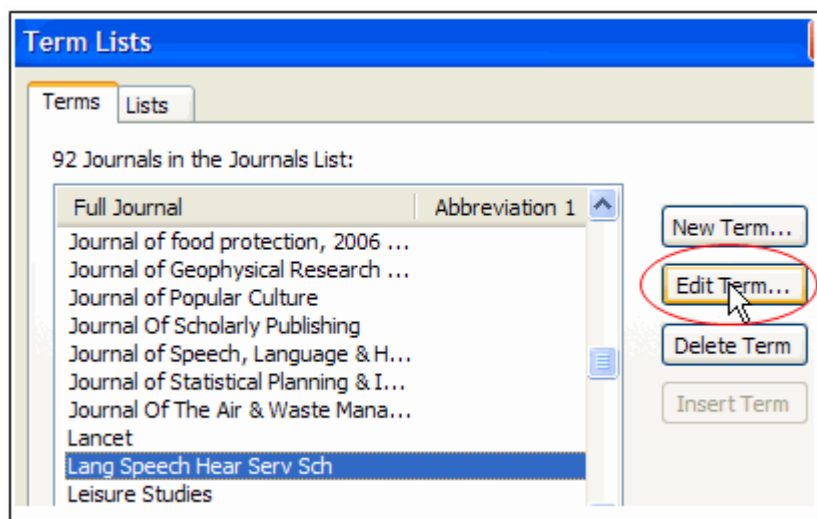 Term Lists
Terms Lists
92 Journals in the Journals List:
Full Journal Abbreviation 1
Journal of food protection, 2006 ...
Journal of Geophysical Research ...
Journal of Popular Culture
Journal Of Scholarly Publishing
Journal of Speech, Language & H...
Journal of Statistical Planning & I...
Journal Of The Air & Waste Mana...
Lancet
Lang Speech Hear Serv Sch
Leisure Studies
New Term...
Edit Term...
Delete Term
Insert Term